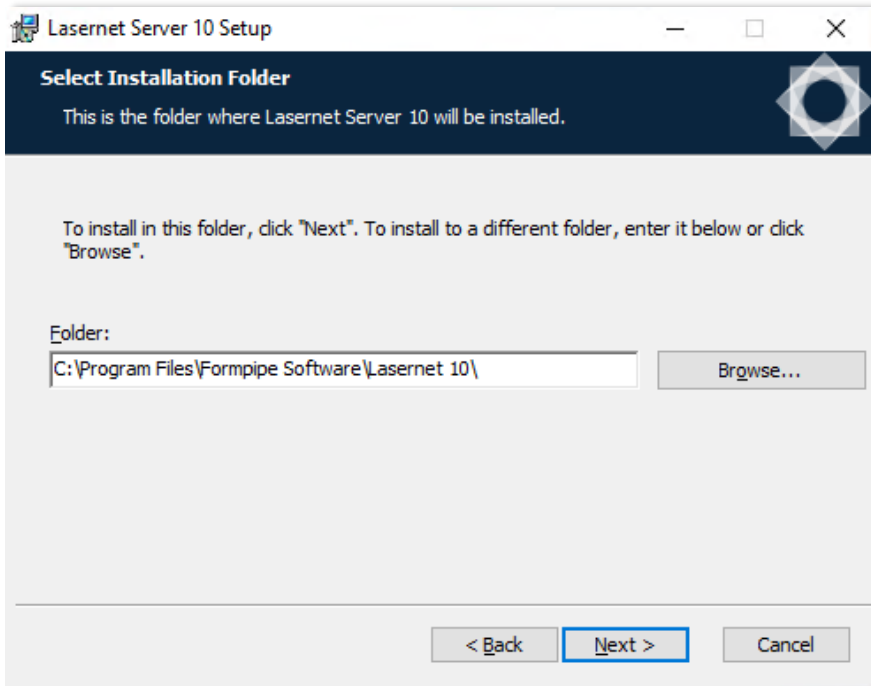 Lasernet Server 10 Setup
Select Installation Folder
This is the folder where Lasernet Server 10 will be installed.
To install in this folder, click "Next". To install to a different folder, enter it below or click
"Browse".
Folder:
C:\Program Files\Formpipe Software\Lasernet 10\
Browse...
< Back
Next >
Cancel